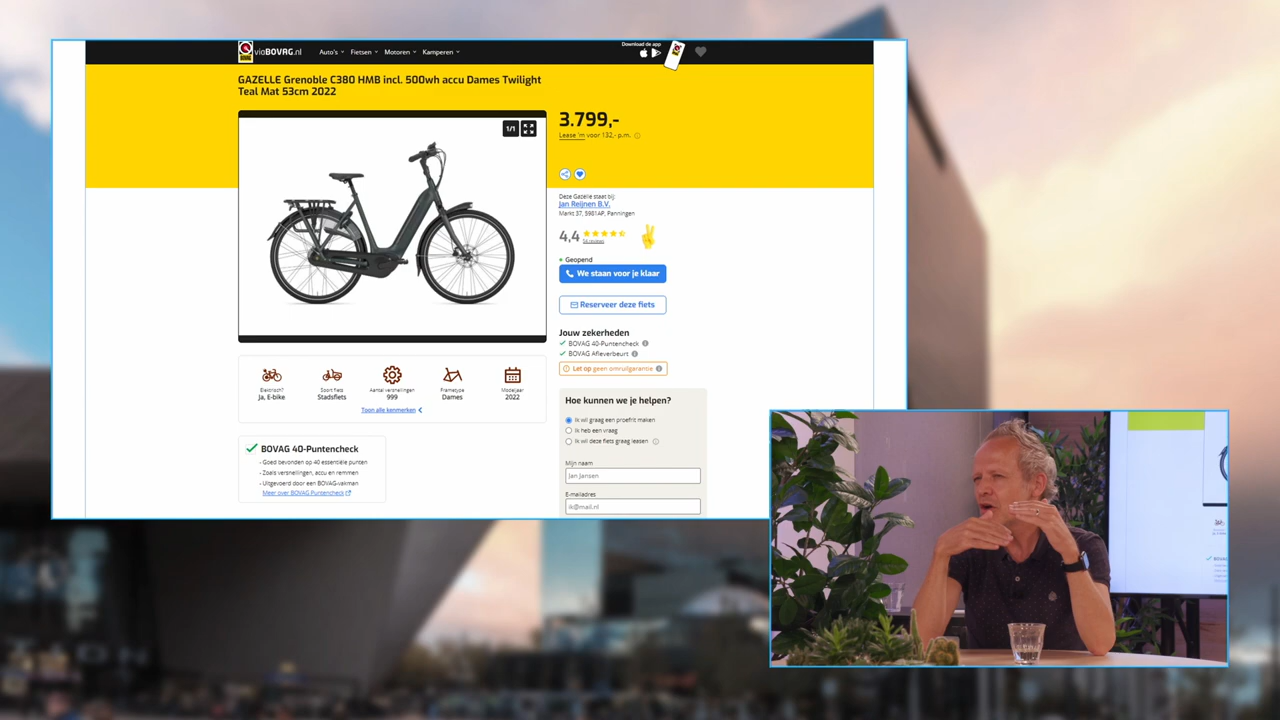 viaBOVAG.nl
Auto's
Fietsen
Motoren
Kamperen
Download de app
GAZELLE Grenoble C380 HMB incl. 500wh accu Dames Twilight
Teal Mat 53cm 2022
1/1
3.799,-
Lease 'm voor 132,- p.m.
Deze Gazelle staat bij:
Jan Reijnen B.V.
Markt 37, 5981AP, Panningen
4,4
54 reviews
Geopend
We staan voor je klaar
Reserveer deze fiets
Jouw zekerheden
BOVAG 40-Puntencheck
BOVAG Afleverbeurt
Let op geen omruilgarantie
Elektrisch?
Ja, E-bike
Soort fiets
Stadsfiets
Aantal versnellingen
999
Frametype
Dames
Modeljaar
2022
Toon alle kenmerken
BOVAG 40-Puntencheck
- Goed bevonden op 40 essentiële punten
- Zoals versnellingen, accu en remmen
- Uitgevoerd door een BOVAG-vakman
Meer over BOVAG Puntencheck
Hoe kunnen we je helpen?
Ik wil graag een proefrit maken
Ik heb een vraag
Ik wil deze fiets graag leasen
Mijn naam
Jan Jansen
E-mailadres
ik@mail.nl